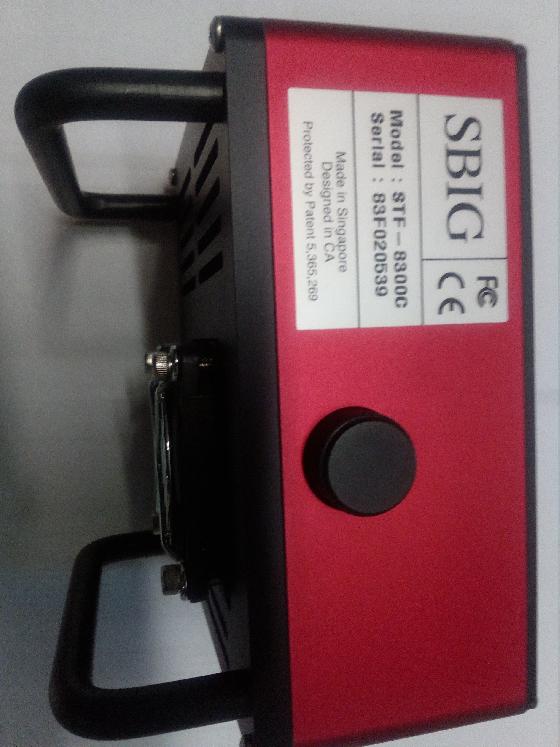 SBIG
FC CE
Model : STF-8300C
Serial : 83F020539
Made in Singapore
Designed in CA
Protected by Patent 5,365,269